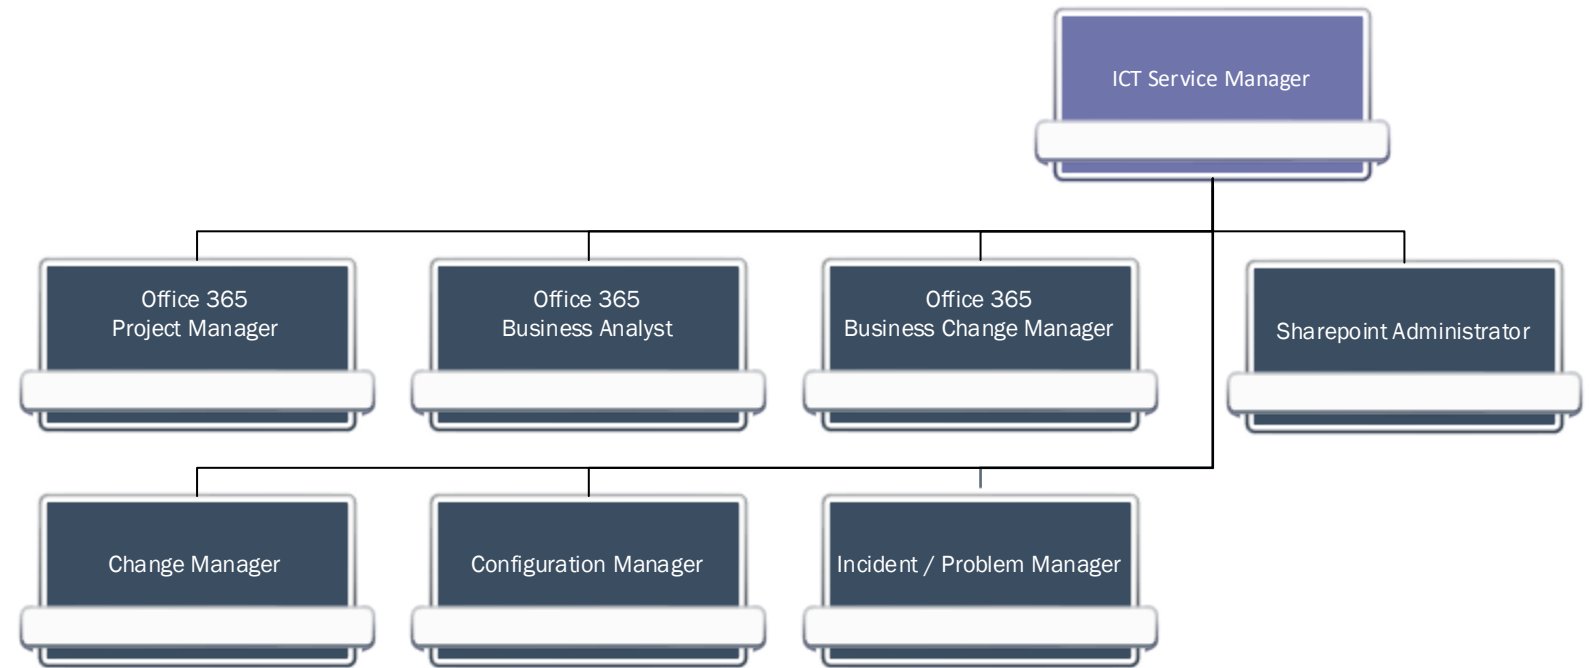 ICT Service Manager
Office 365
Project Manager
Office 365
Business Analyst
Office 365
Business Change Manager
Sharepoint Administrator
Change Manager
Configuration Manager
Incident / Problem Manager